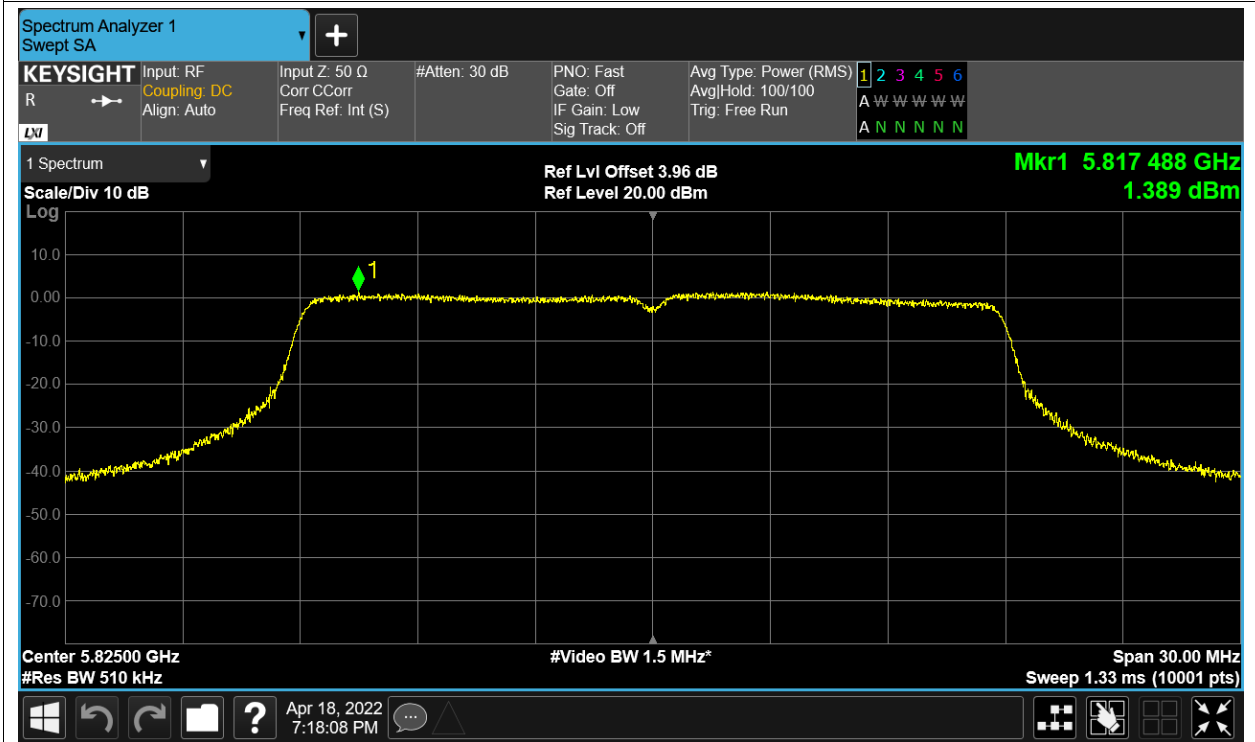 Spectrum Analyzer 1
Swept SA
+
KEYSIGHT
R
LXI
Input: RF
Coupling: DC
Align: Auto
Input Z: 50 Ω
Corr CCorr
Freq Ref: Int (S)
#Atten: 30 dB
PNO: Fast
Gate: Off
IF Gain: Low
Sig Track: Off
Avg Type: Power (RMS)
Avg|Hold: 100/100
Trig: Free Run
1 2 3 4 5 6
A W W W W W
A N N N N N
1 Spectrum
Scale/Div 10 dB
Log
Ref Lvl Offset 3.96 dB
Ref Level 20.00 dBm
Mkr1 5.817 488 GHz
1.389 dBm
10.0
0.00
-10.0
-20.0
-30.0
-40.0
-50.0
-60.0
-70.0
1
Center 5.82500 GHz
#Res BW 510 kHz
#Video BW 1.5 MHz*
Span 30.00 MHz
Sweep 1.33 ms (10001 pts)
?
Apr 18, 2022
7:18:08 PM